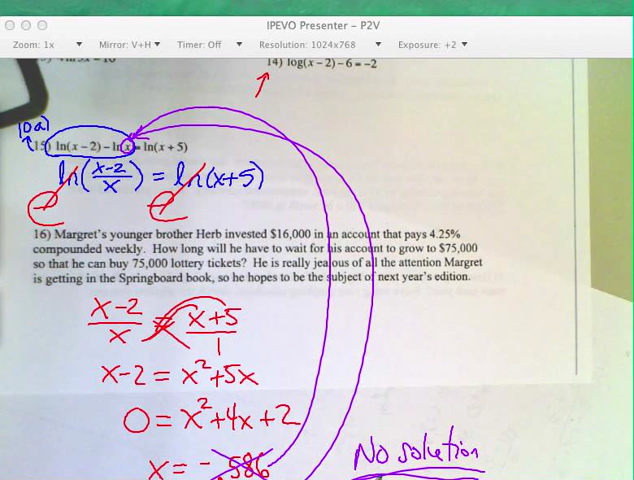 IPEVO Presenter – P2V
Zoom: 1x Mirror: V+H Timer: Off Resolution: 1024x768 Exposure: +2
14) log(x – 2) – 6 = –2
10a)
15) ln(x – 2) – ln x = ln(x + 5)
ln(x-2/x) = ln(x+5)
e e
16) Margret's younger brother Herb invested $16,000 in an account that pays 4.25%
compounded weekly. How long will he have to wait for his account to grow to $75,000
so that he can buy 75,000 lottery tickets? He is really jealous of all the attention Margret
is getting in the Springboard book, so he hopes to be the subject of next year's edition.
x-2/x = x+5/1
x-2 = x²+5x
0 = x²+4x+2
x = -.586
No solution